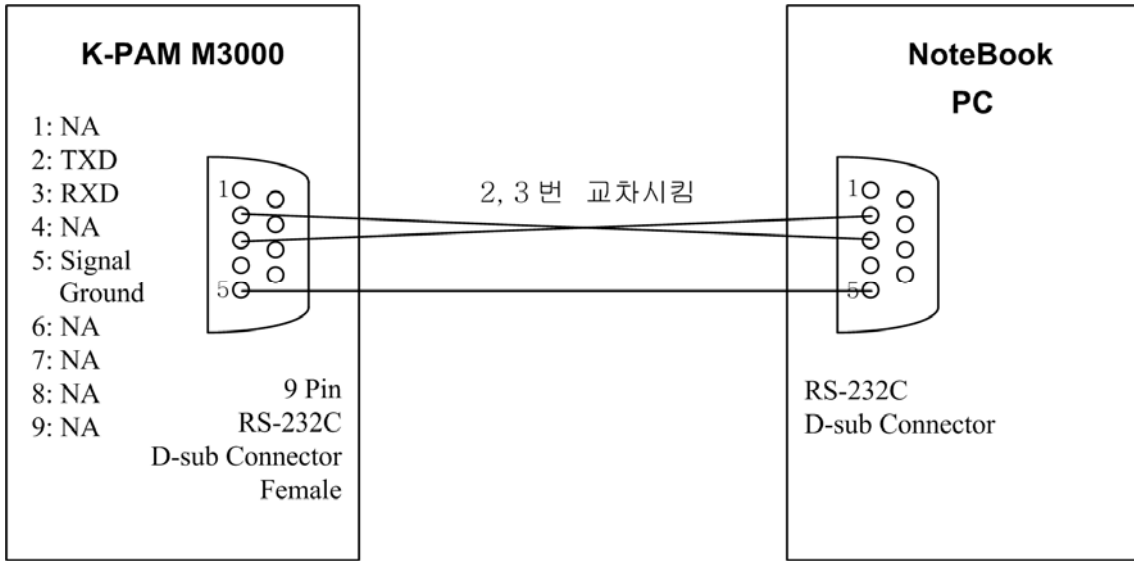 K-PAM M3000
1: NA
2: TXD
3: RXD
4: NA
5: Signal
Ground
6: NA
7: NA
8: NA
9: NA
1
5
9 Pin
RS-232C
D-sub Connector
Female
2, 3 번 교차시킴
NoteBook
PC
1
5
RS-232C
D-sub Connector